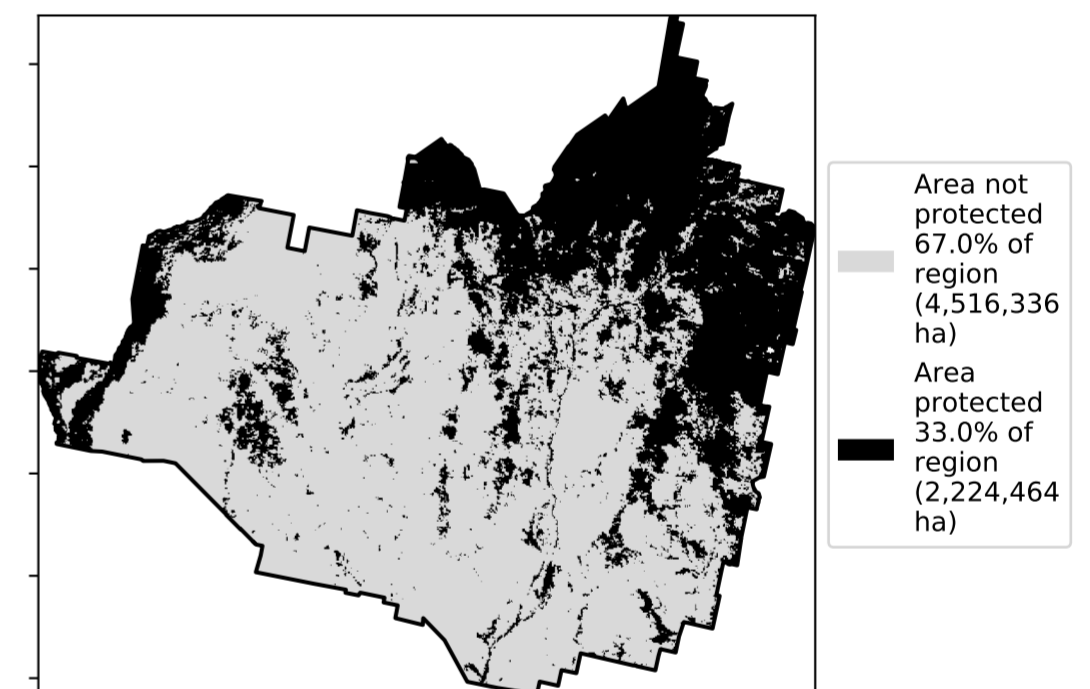 Area not
protected
67.0% of
region
(4,516,336
ha)
Area
protected
33.0% of
region
(2,224,464
ha)